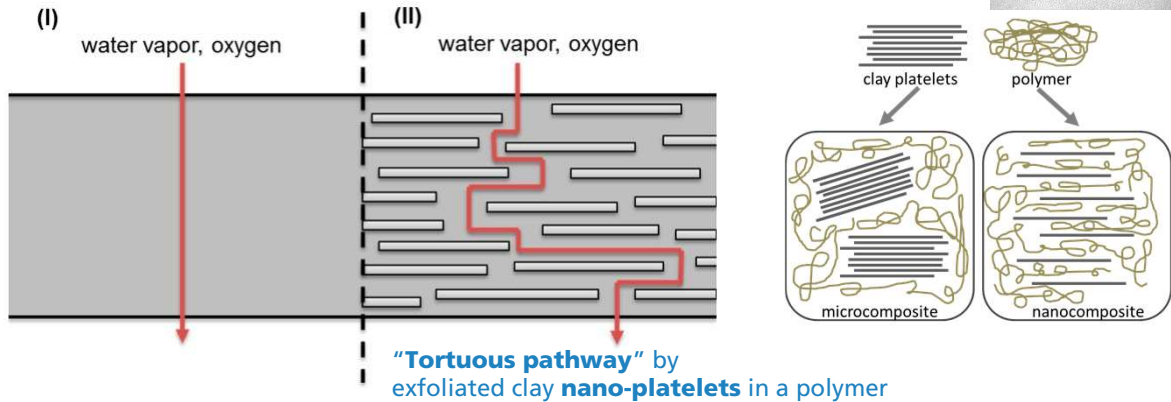 (I)
water vapor, oxygen
(II)
water vapor, oxygen
"Tortuous pathway" by
exfoliated clay nano-platelets in a polymer
clay platelets
polymer
microcomposite
nanocomposite